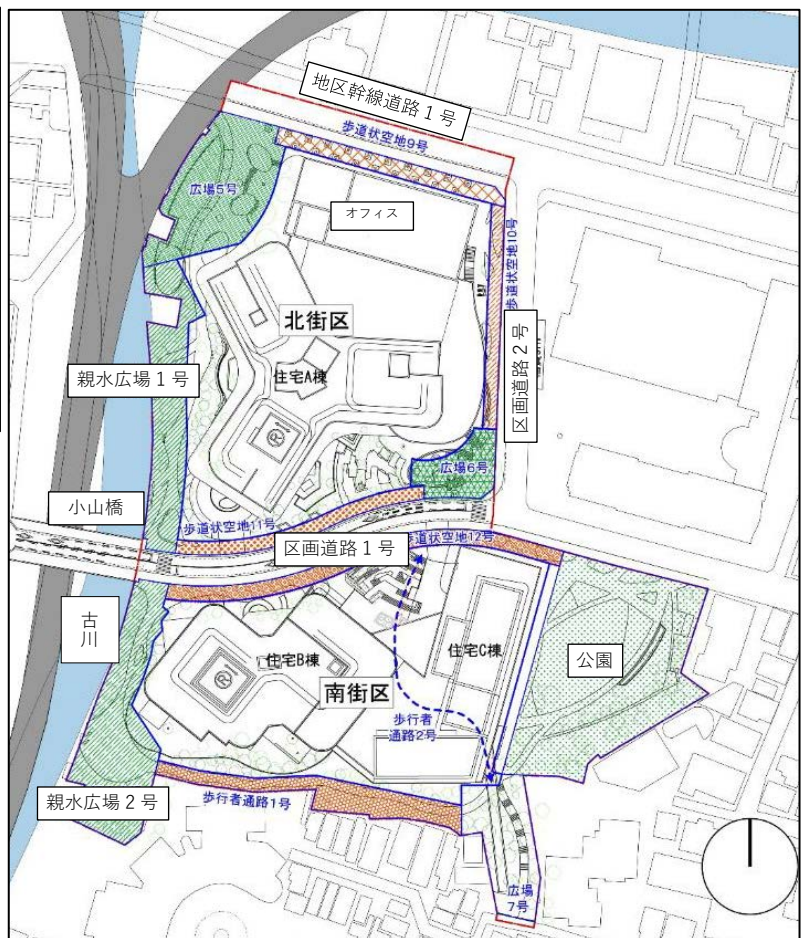 地区幹線道路１号
歩道状空地9号
広場5号
オフィス
歩道状空地10号
北街区
区画道路２号
親水広場１号
住宅A棟
R
広場6号
小山橋
歩道状空地11号
区画道路１号
歩道状空地12号
古川
住宅B棟
R
住宅C棟
公園
南街区
歩行者
通路2号
親水広場２号
歩行者通路1号
広場
7号